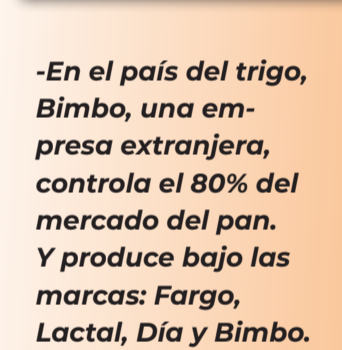 -En el país del trigo,
Bimbo, una em-
presa extranjera,
controla el 80% del
mercado del pan.
Y produce bajo las
marcas: Fargo,
Lactal, Día y Bimbo.